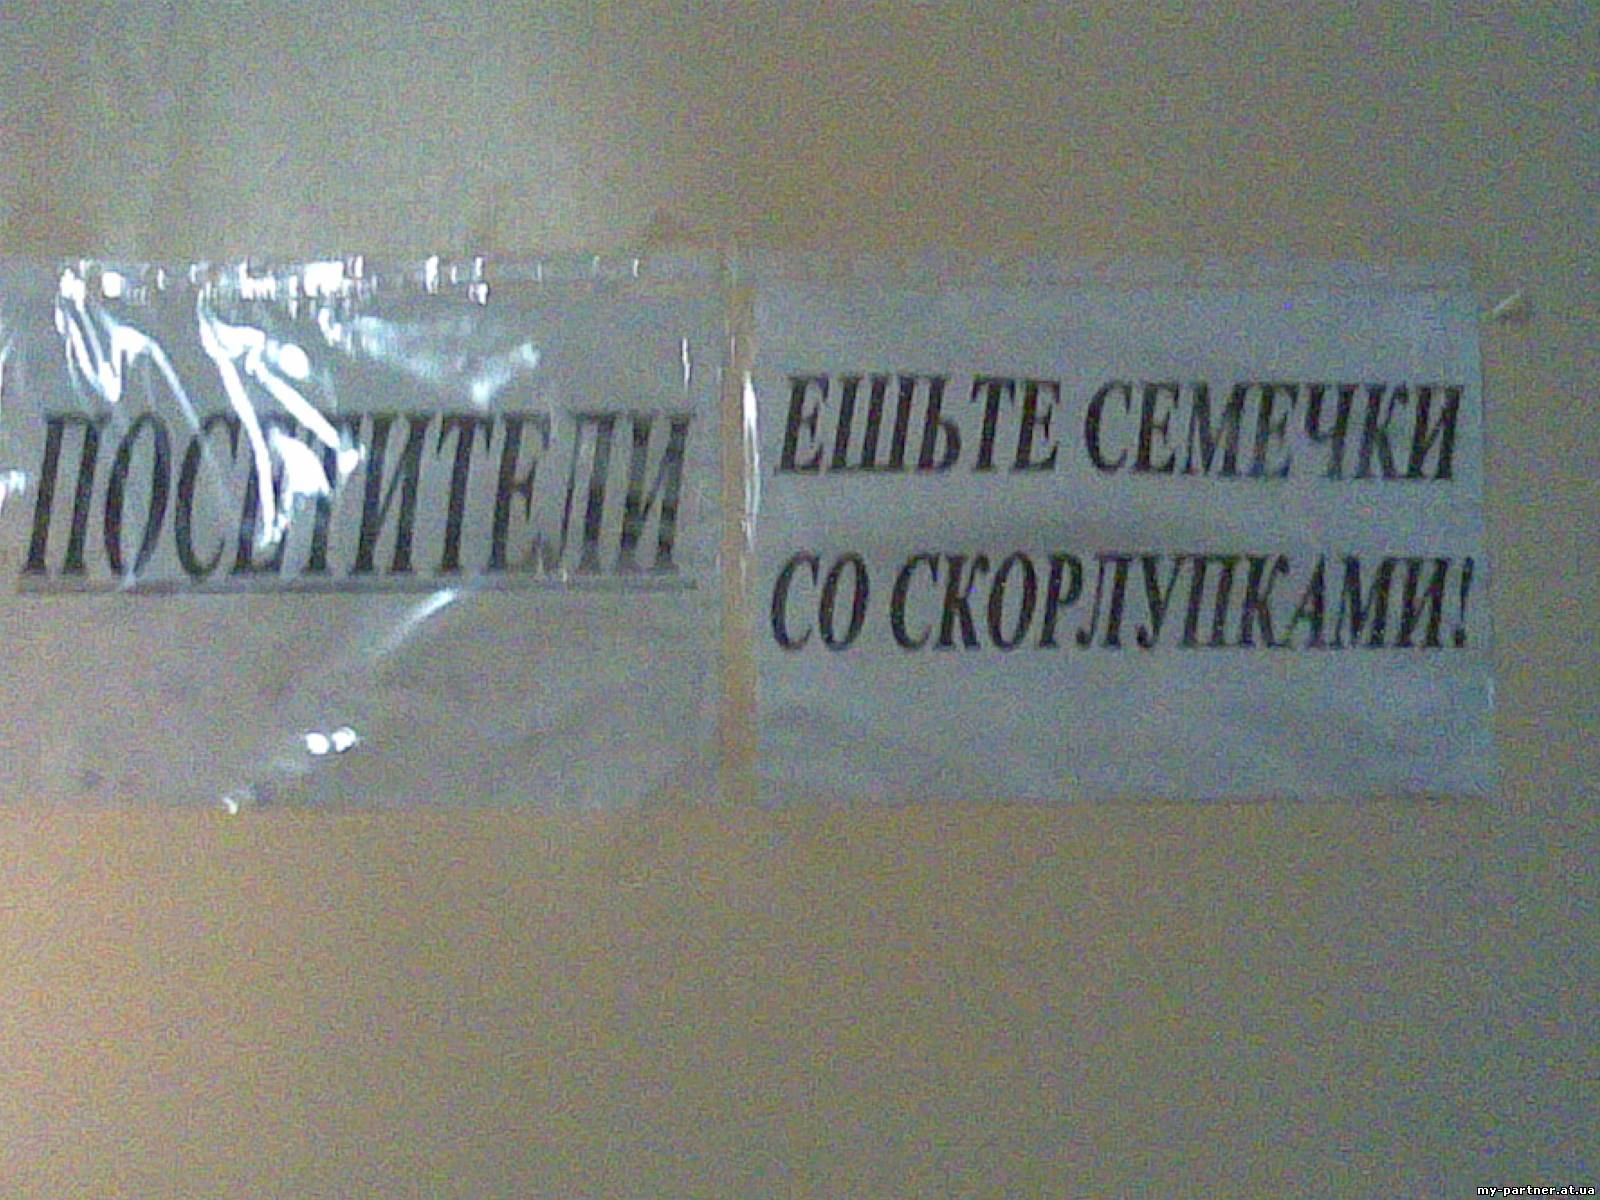 ПОСЕТИТЕЛИ
ЕШЬТЕ СЕМЕЧКИ
СО СКОРЛУПКАМИ!
my-partner.at.ua